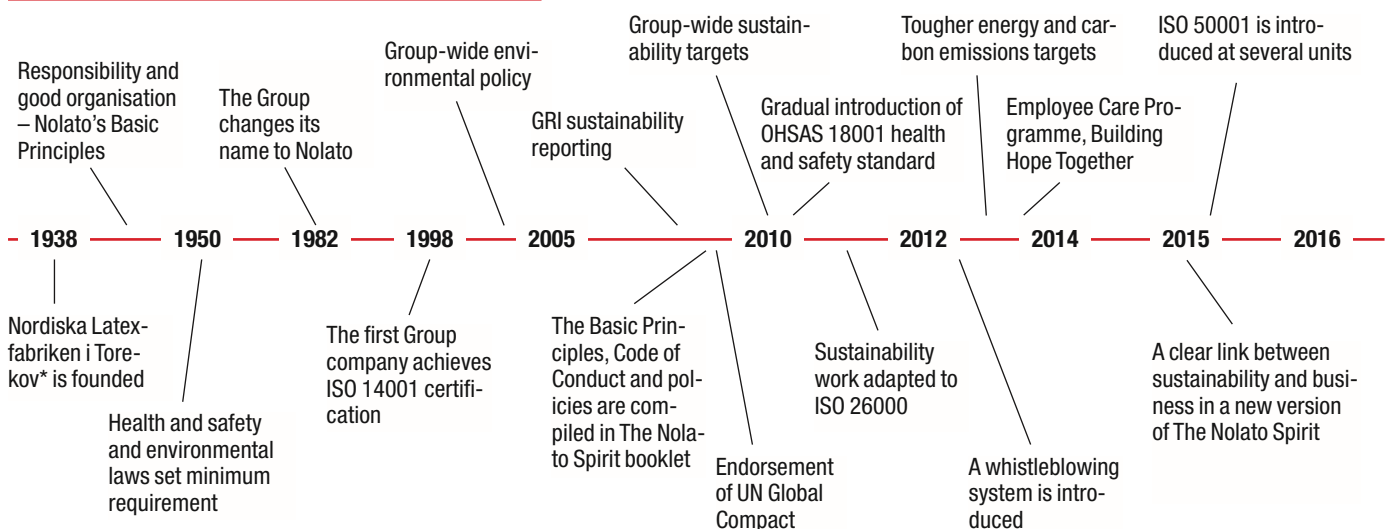 Responsibility and
good organisation
– Nolato’s Basic
Principles
The Group
changes its
name to Nolato
Group-wide envi-
ronmental policy
GRI sustainability
reporting
Group-wide sustain-
ability targets
Gradual introduction of
OHSAS 18001 health
and safety standard
Tougher energy and car-
bon emissions targets
Employee Care Pro-
gramme, Building
Hope Together
ISO 50001 is intro-
duced at several units
1938 1950 1982 1998 2005 2010 2012 2014 2015 2016
Nordiska Latex-
fabriken i Tore-
kov* is founded
Health and safety
and environmental
laws set minimum
requirement
The first Group
company achieves
ISO 14001 certifi-
cation
The Basic Prin-
ciples, Code of
Conduct and pol-
icies are com-
piled in The Nola-
to Spirit booklet
Endorsement
of UN Global
Compact
Sustainability
work adapted to
ISO 26000
A whistleblowing
system is intro-
duced
A clear link between
sustainability and busi-
ness in a new version
of The Nolato Spirit